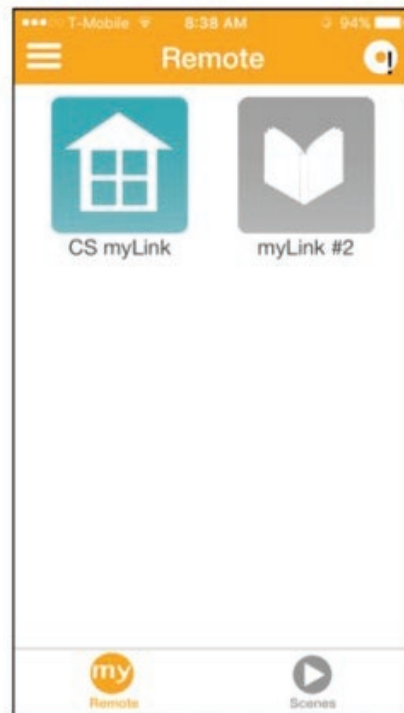 T-Mobile 8:38 AM 94%
Remote
!
CS myLink myLink #2
my
Remote Scenes